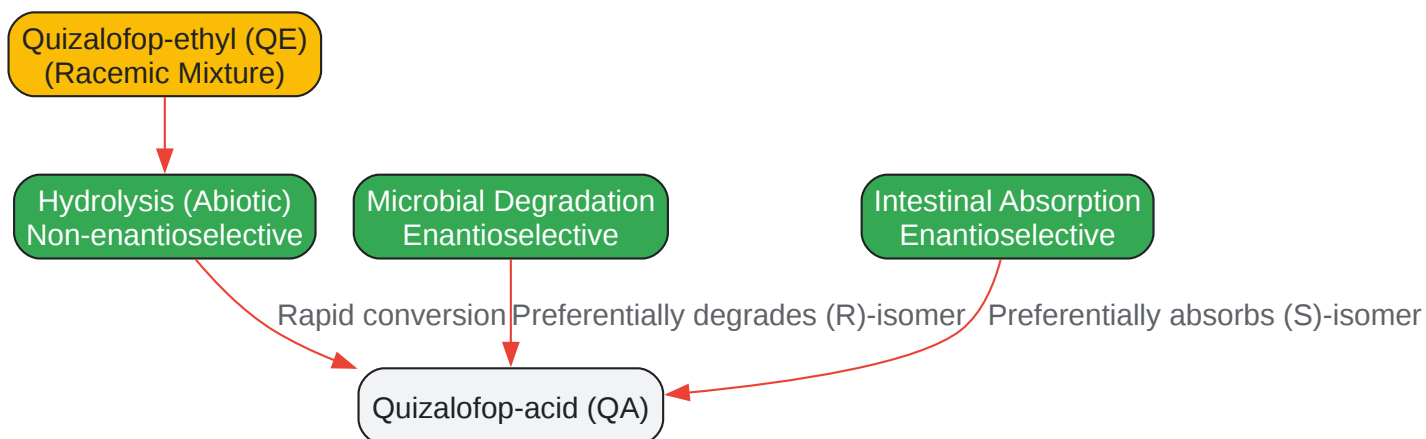 Quizalofop-ethyl (QE)
(Racemic Mixture)
Hydrolysis (Abiotic)
Non-enantioselective
Microbial Degradation
Enantioselective
Intestinal Absorption
Enantioselective
Rapid conversion
Preferentially degrades (R)-isomer
Preferentially absorbs (S)-isomer
Quizalofop-acid (QA)